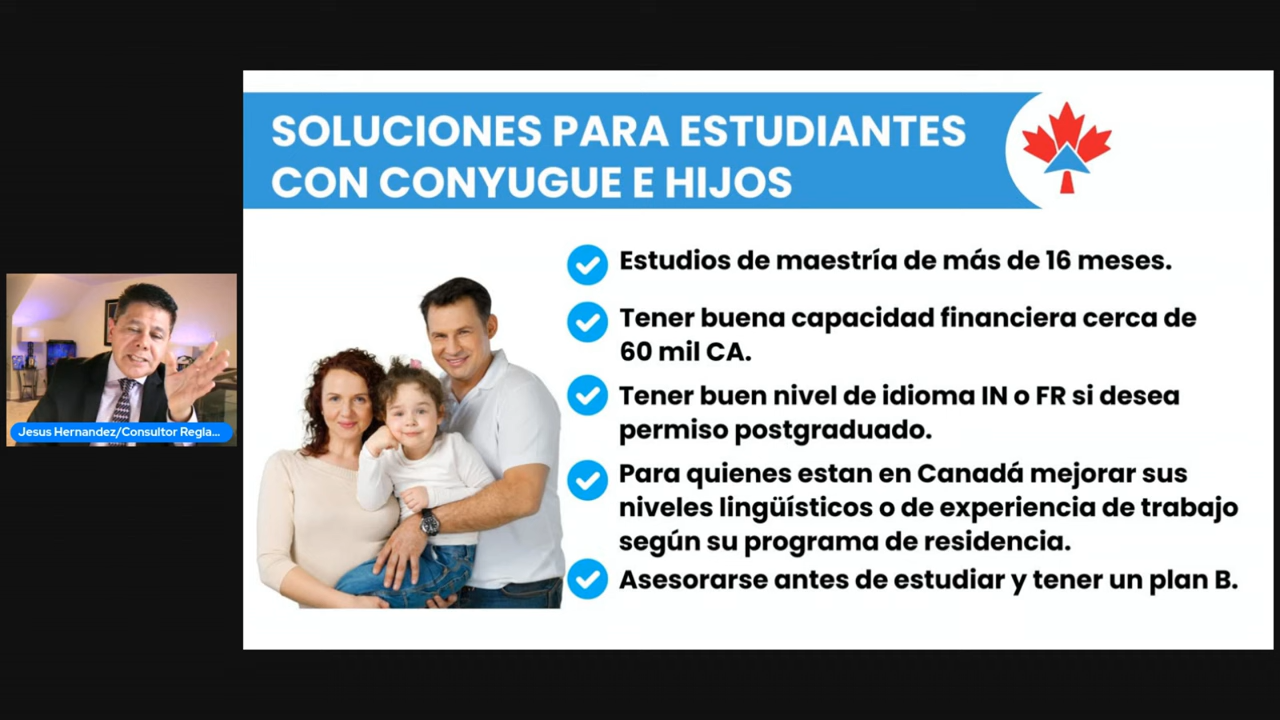 SOLUCIONES PARA ESTUDIANTES
CON CONYUGUE E HIJOS
Estudios de maestría de más de 16 meses.
Tener buena capacidad financiera cerca de
60 mil CA.
Tener buen nivel de idioma IN o FR si desea
permiso postgraduado.
Para quienes estan en Canadá mejorar sus
niveles lingüísticos o de experiencia de trabajo
según su programa de residencia.
Asesorarse antes de estudiar y tener un plan B.
Jesus Hernandez/Consultor Regla...